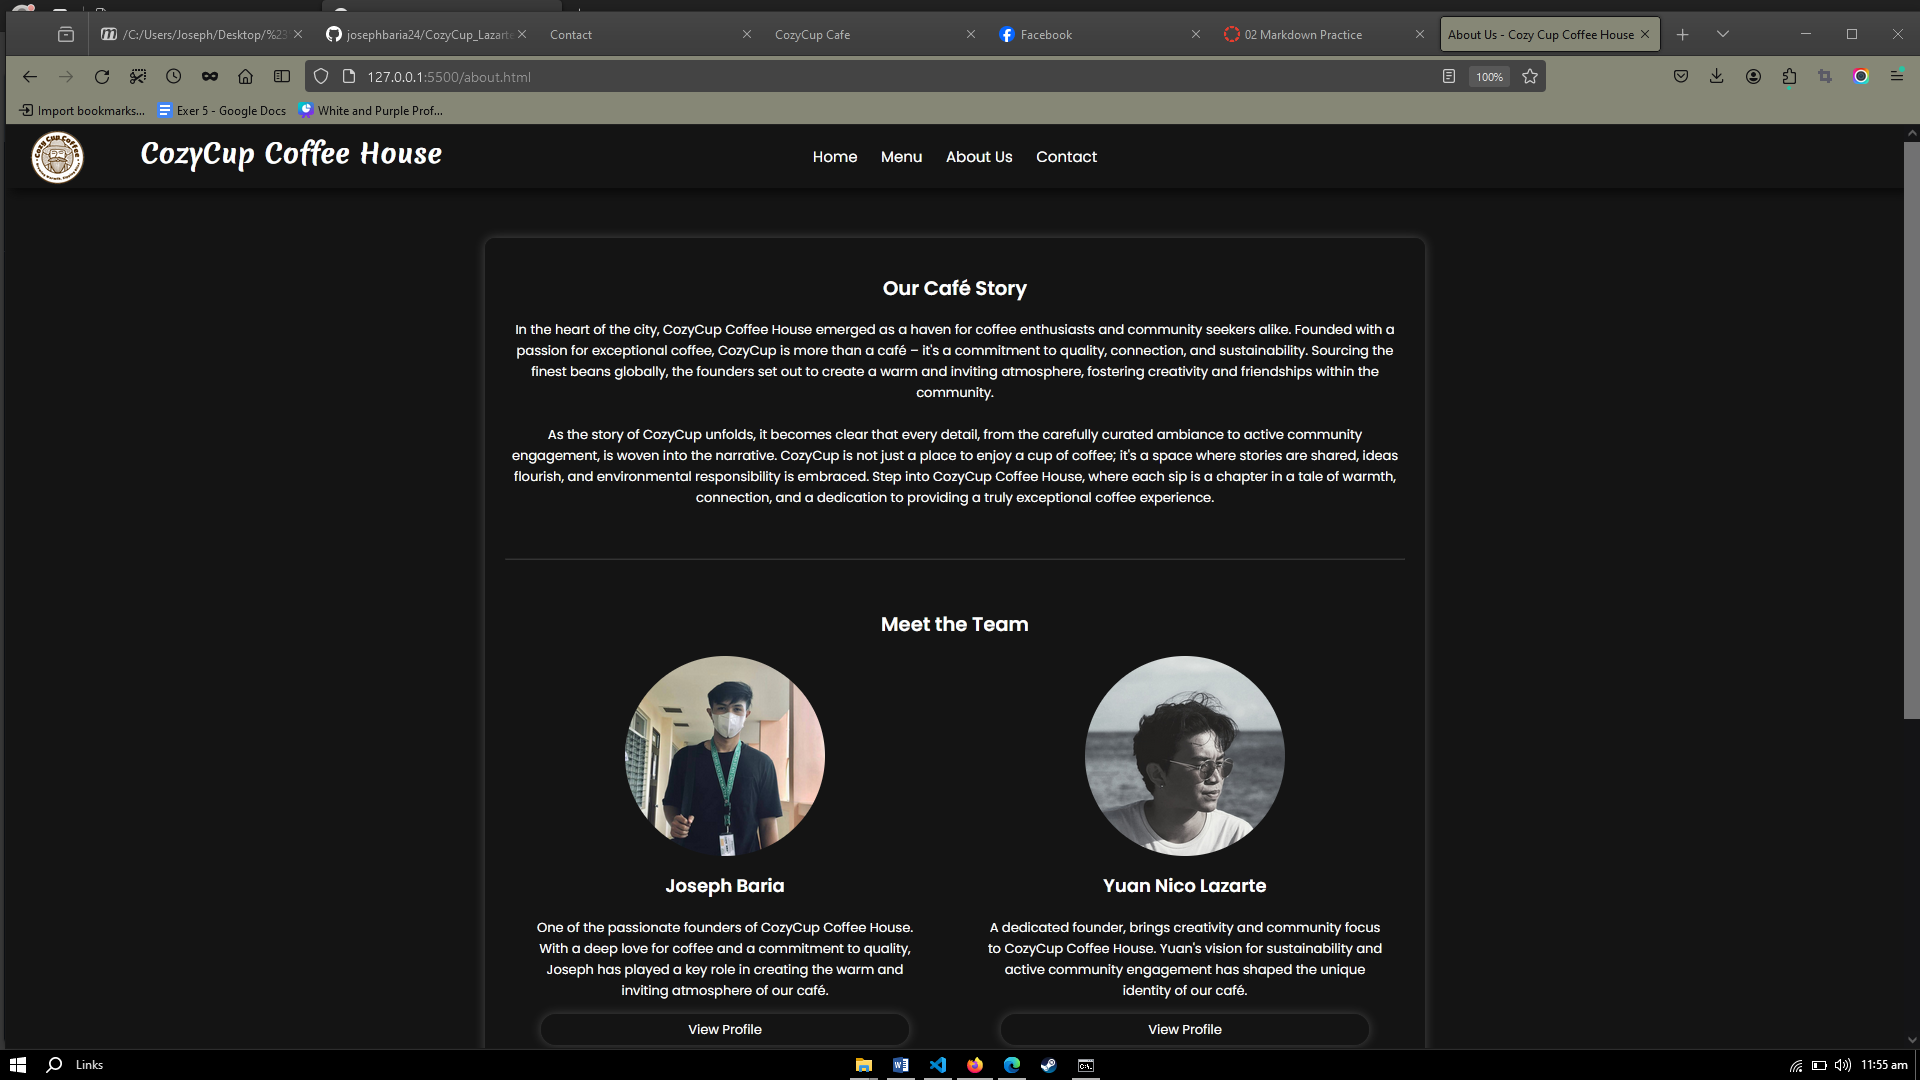 /C:/Users/Joseph/Desktop/%23
josephbaria24/CozyCup_Lazarte
Contact
CozyCup Cafe
Facebook
02 Markdown Practice
About Us - Cozy Cup Coffee House
127.0.0.1:5500/about.html
100%
Import bookmarks...
Exer 5 - Google Docs
White and Purple Prof...
CozyCup Coffee House
Home
Menu
About Us
Contact
Our Café Story
In the heart of the city, CozyCup Coffee House emerged as a haven for coffee enthusiasts and community seekers alike. Founded with a
passion for exceptional coffee, CozyCup is more than a café – it's a commitment to quality, connection, and sustainability. Sourcing the
finest beans globally, the founders set out to create a warm and inviting atmosphere, fostering creativity and friendships within the
community.
As the story of CozyCup unfolds, it becomes clear that every detail, from the carefully curated ambiance to active community
engagement, is woven into the narrative. CozyCup is not just a place to enjoy a cup of coffee; it's a space where stories are shared, ideas
flourish, and environmental responsibility is embraced. Step into CozyCup Coffee House, where each sip is a chapter in a tale of warmth,
connection, and a dedication to providing a truly exceptional coffee experience.
Meet the Team
Joseph Baria
One of the passionate founders of CozyCup Coffee House.
With a deep love for coffee and a commitment to quality,
Joseph has played a key role in creating the warm and
inviting atmosphere of our café.
View Profile
Yuan Nico Lazarte
A dedicated founder, brings creativity and community focus
to CozyCup Coffee House. Yuan's vision for sustainability and
active community engagement has shaped the unique
identity of our café.
View Profile
Links
11:55 am